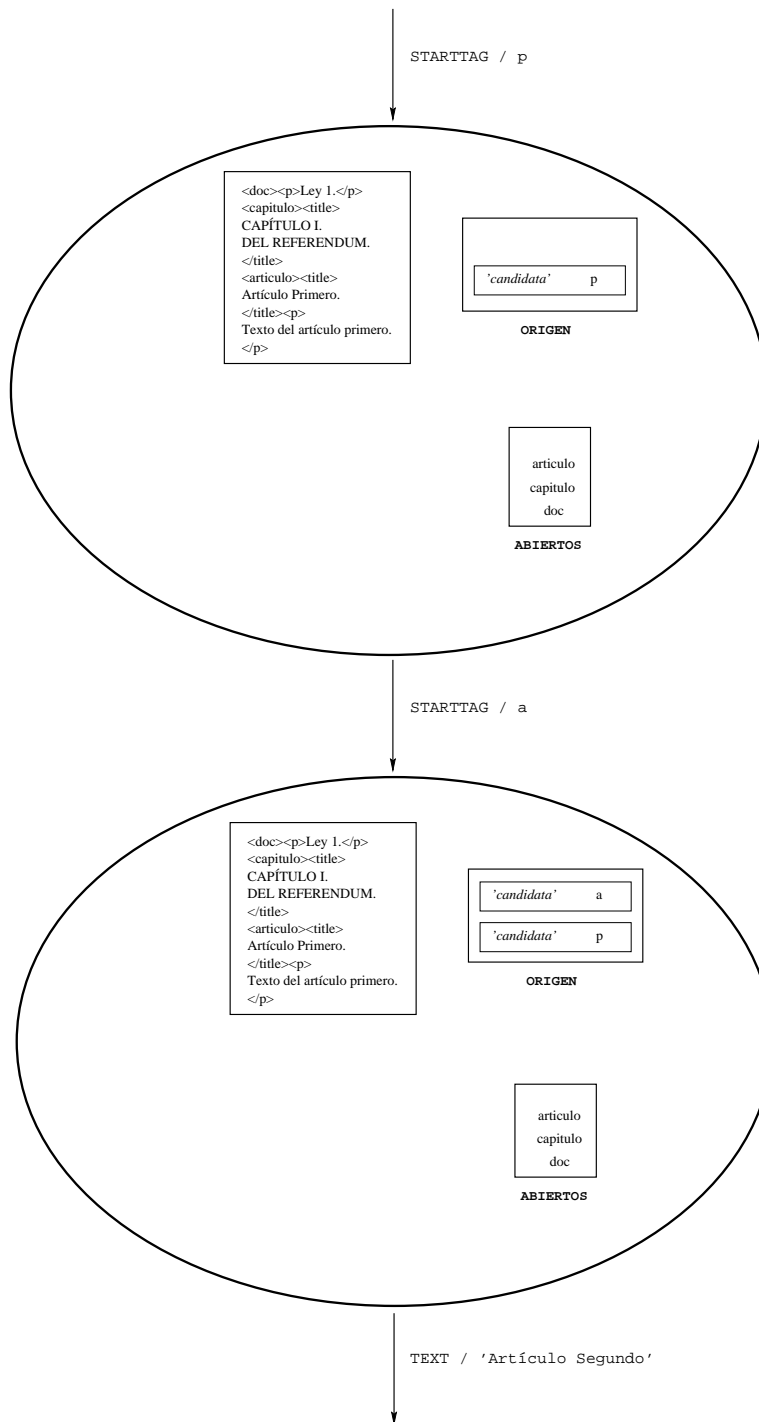 STARTTAG / p
<doc><p>Ley 1.</p>
<capitulo><title>
CAPÍTULO I.
DEL REFERENDUM.
</title>
<articulo><title>
Artículo Primero.
</title><p>
Texto del artículo primero.
</p>
'candidata' p
ORIGEN
articulo
capitulo
doc
ABIERTOS
STARTTAG / a
<doc><p>Ley 1.</p>
<capitulo><title>
CAPÍTULO I.
DEL REFERENDUM.
</title>
<articulo><title>
Artículo Primero.
</title><p>
Texto del artículo primero.
</p>
'candidata' a
'candidata' p
ORIGEN
articulo
capitulo
doc
ABIERTOS
TEXT / 'Artículo Segundo'